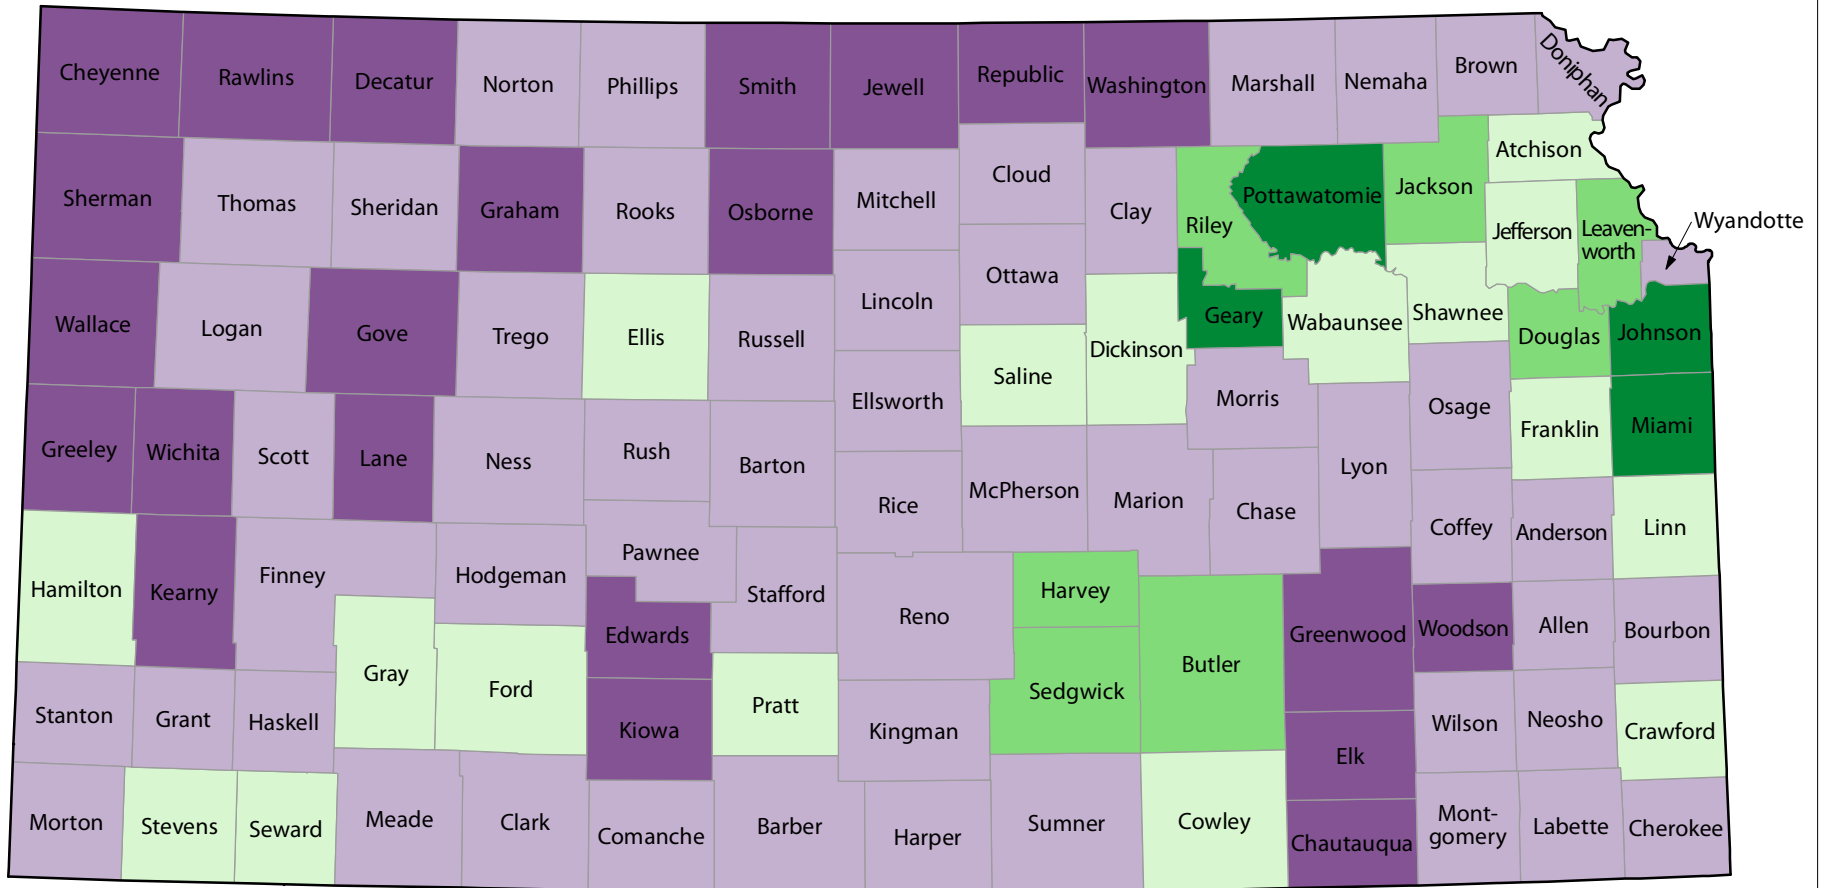 Cheyenne
Rawlins
Decatur
Norton
Phillips
Smith
Jewell
Republic
Washington
Marshall
Nemaha
Brown
Doniphan
Sherman
Thomas
Sheridan
Graham
Rooks
Osborne
Mitchell
Cloud
Clay
Riley
Pottawatomie
Jackson
Atchison
Jefferson
Leaven-
worth
Wyandotte
Wallace
Logan
Gove
Trego
Ellis
Russell
Lincoln
Ottawa
Saline
Dickinson
Geary
Wabaunsee
Shawnee
Douglas
Johnson
Greeley
Wichita
Scott
Lane
Ness
Rush
Barton
Ellsworth
Rice
McPherson
Marion
Morris
Chase
Lyon
Osage
Franklin
Miami
Coffey
Anderson
Linn
Hamilton
Kearny
Finney
Hodgeman
Pawnee
Edwards
Stafford
Reno
Harvey
Sedgwick
Butler
Greenwood
Woodson
Allen
Bourbon
Stanton
Grant
Haskell
Gray
Ford
Kiowa
Pratt
Kingman
Elk
Wilson
Neosho
Crawford
Morton
Stevens
Seward
Meade
Clark
Comanche
Barber
Harper
Sumner
Cowley
Chautauqua
Mont-
gomery
Labette
Cherokee